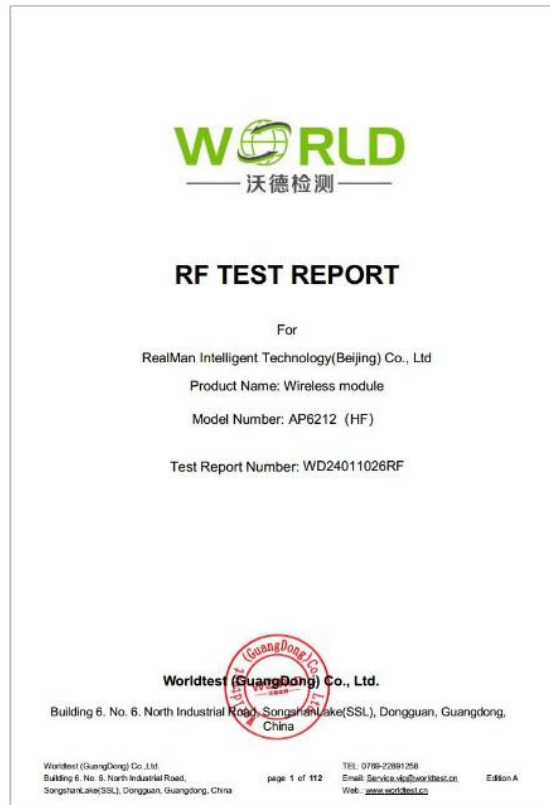 WORLD
沃德检测
RF TEST REPORT
For
RealMan Intelligent Technology(Beijing) Co., Ltd
Product Name: Wireless module
Model Number: AP6212 (HF)
Test Report Number: WD24011026RF
Worldtest (GuangDong) Co., Ltd.
Building 6. No. 6. North Industrial Road, SongshanLake(SSL), Dongguan, Guangdong,
China
Worldtest (GuangDong) Co.,Ltd.
Building 6. No. 6. North Industrial Road,
SongshanLake(SSL), Dongguan, Guangdong, China
page 1 of 112
TEL: 0769-22891258
Email: Service.vip@worldtest.cn
Web.: www.worldtest.cn
Edition A